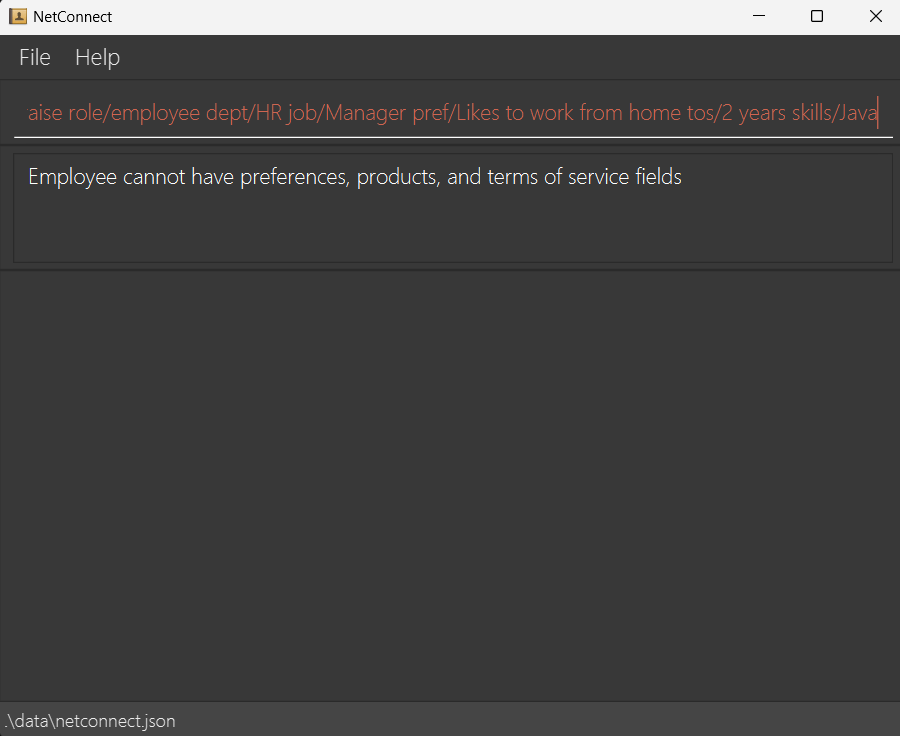 NetConnect
File Help
aise role/employee dept/HR job/Manager pref/Likes to work from home tos/2 years skills/Java
Employee cannot have preferences, products, and terms of service fields
.\data\netconnect.json